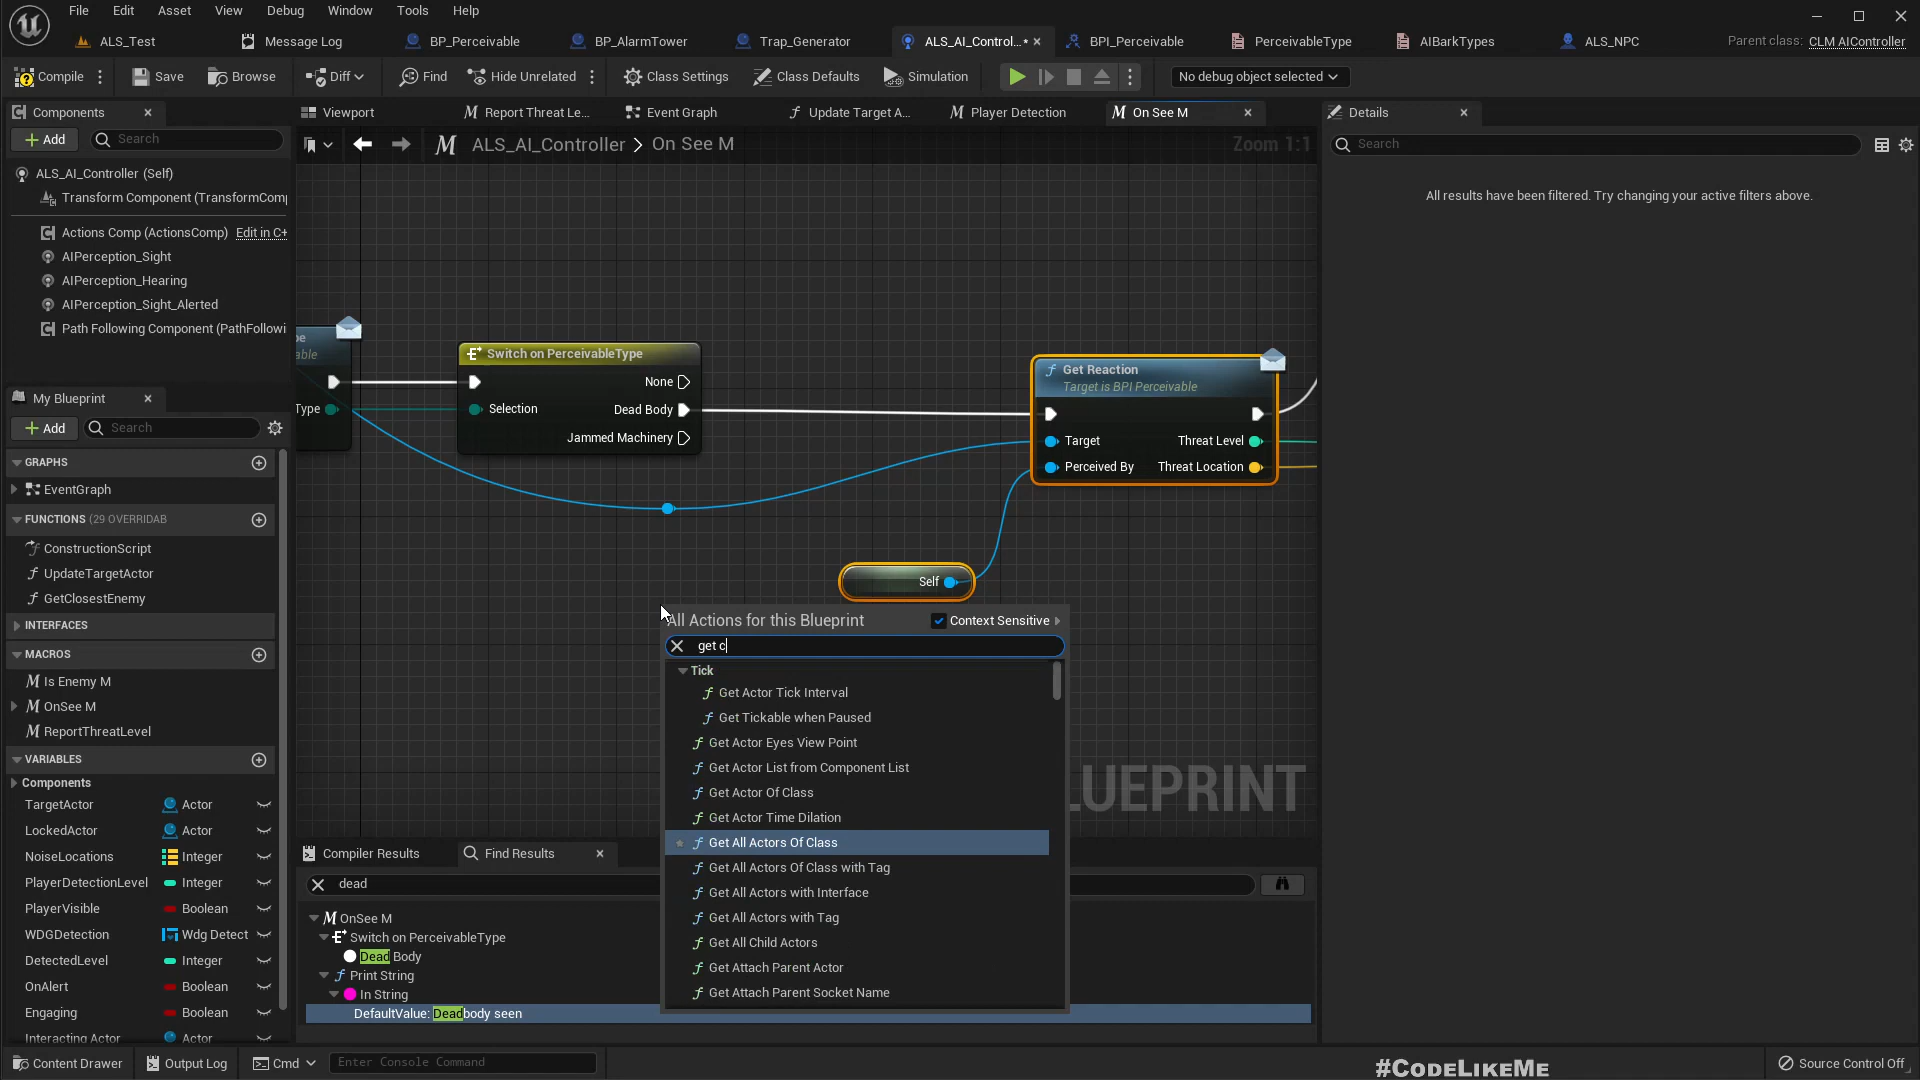 File Edit Asset View Debug Window Tools Help
ALS_Test Message Log BP_Perceivable BP_AlarmTower Trap_Generator ALS_AI_Control...* BPI_Perceivable PerceivableType AIBarkTypes ALS_NPC Parent class: CLM AIController
Compile Save Browse Diff Find Hide Unrelated Class Settings Class Defaults Simulation No debug object selected
Components Viewport Report Threat Le... Event Graph Update Target A... Player Detection On See M Details
Add Search ALS_AI_Controller > On See M Zoom 1:1 Search
ALS_AI_Controller (Self)
Transform Component (TransformComp
All results have been filtered. Try changing your active filters above.
Actions Comp (ActionsComp) Edit in C+
AIPerception_Sight
AIPerception_Hearing
AIPerception_Sight_Alerted
Path Following Component (PathFollowi
pe
able
Type
Switch on PerceivableType
None
Selection Dead Body
Jammed Machinery
Get Reaction
Target is BPI Perceivable
Target Threat Level
Perceived By Threat Location
Self
My Blueprint
Add Search
GRAPHS
EventGraph
FUNCTIONS (29 OVERRIDAB
ConstructionScript
UpdateTargetActor
GetClosestEnemy
INTERFACES
MACROS
Is Enemy M
OnSee M
ReportThreatLevel
VARIABLES
Components
TargetActor Actor
LockedActor Actor
NoiseLocations Integer
PlayerDetectionLevel Integer
PlayerVisible Boolean
WDGDetection Wdg Detect
DetectedLevel Integer
OnAlert Boolean
Engaging Boolean
Interacting Actor Actor
All Actions for this Blueprint Context Sensitive
get c
Tick
Get Actor Tick Interval
Get Tickable when Paused
Get Actor Eyes View Point
Get Actor List from Component List
Get Actor Of Class
Get Actor Time Dilation
Get All Actors Of Class
Get All Actors Of Class with Tag
Get All Actors with Interface
Get All Actors with Tag
Get All Child Actors
Get Attach Parent Actor
Get Attach Parent Socket Name
LUEPRINT
Compiler Results Find Results
dead
OnSee M
Switch on PerceivableType
Dead Body
Print String
In String
DefaultValue: Deadbody seen
Content Drawer Output Log Cmd Enter Console Command #CODELIKEME Source Control Off